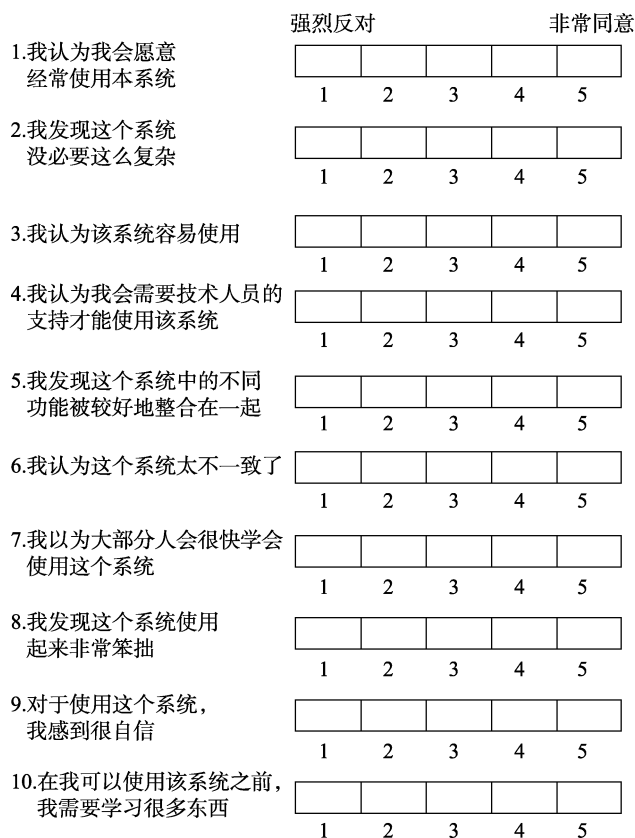 强烈反对 非常同意
1.我认为我会愿意
经常使用本系统
1 2 3 4 5
2.我发现这个系统
没必要这么复杂
1 2 3 4 5
3.我认为该系统容易使用
1 2 3 4 5
4.我认为我会需要技术人员的
支持才能使用该系统
1 2 3 4 5
5.我发现这个系统中的不同
功能被较好地整合在一起
1 2 3 4 5
6.我认为这个系统太不一致了
1 2 3 4 5
7.我以为大部分人会很快学会
使用这个系统
1 2 3 4 5
8.我发现这个系统使用
起来非常笨拙
1 2 3 4 5
9.对于使用这个系统，
我感到很自信
1 2 3 4 5
10.在我可以使用该系统之前，
我需要学习很多东西
1 2 3 4 5